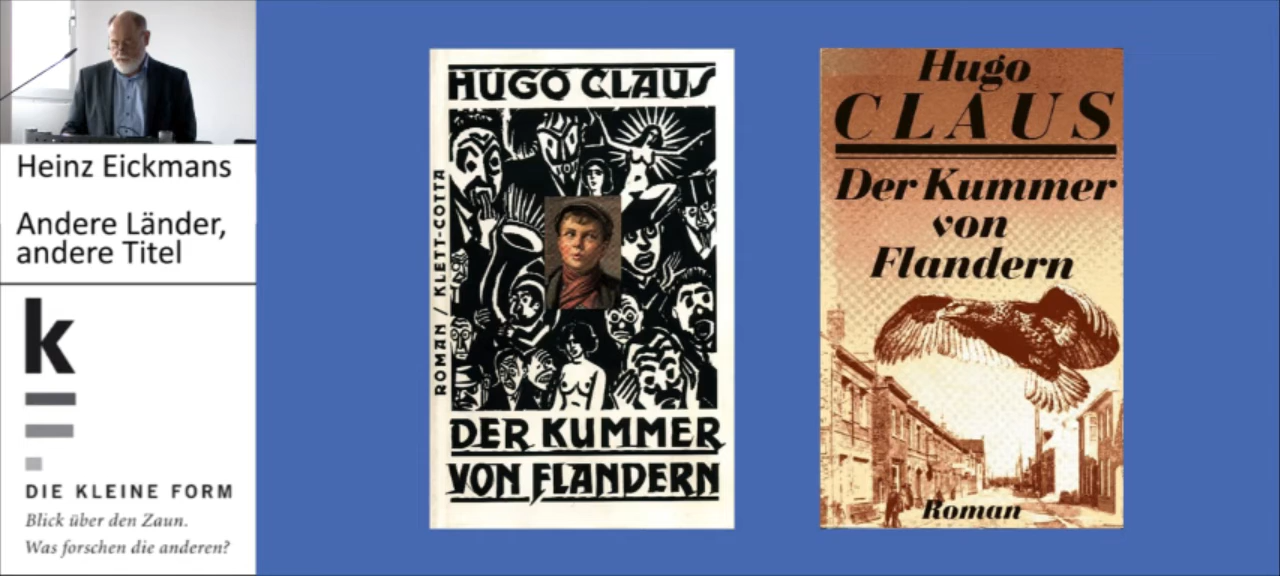 Heinz Eickmans
Andere Länder,
andere Titel
k
DIE KLEINE FORM
Blick über den Zaun.
Was forschen die anderen?
HUGO CLAUS
ROMAN / KLETT-COTTA
DER KUMMER
VON FLANDERN
Hugo
CLAUS
Der Kummer
von
Flandern
Roman